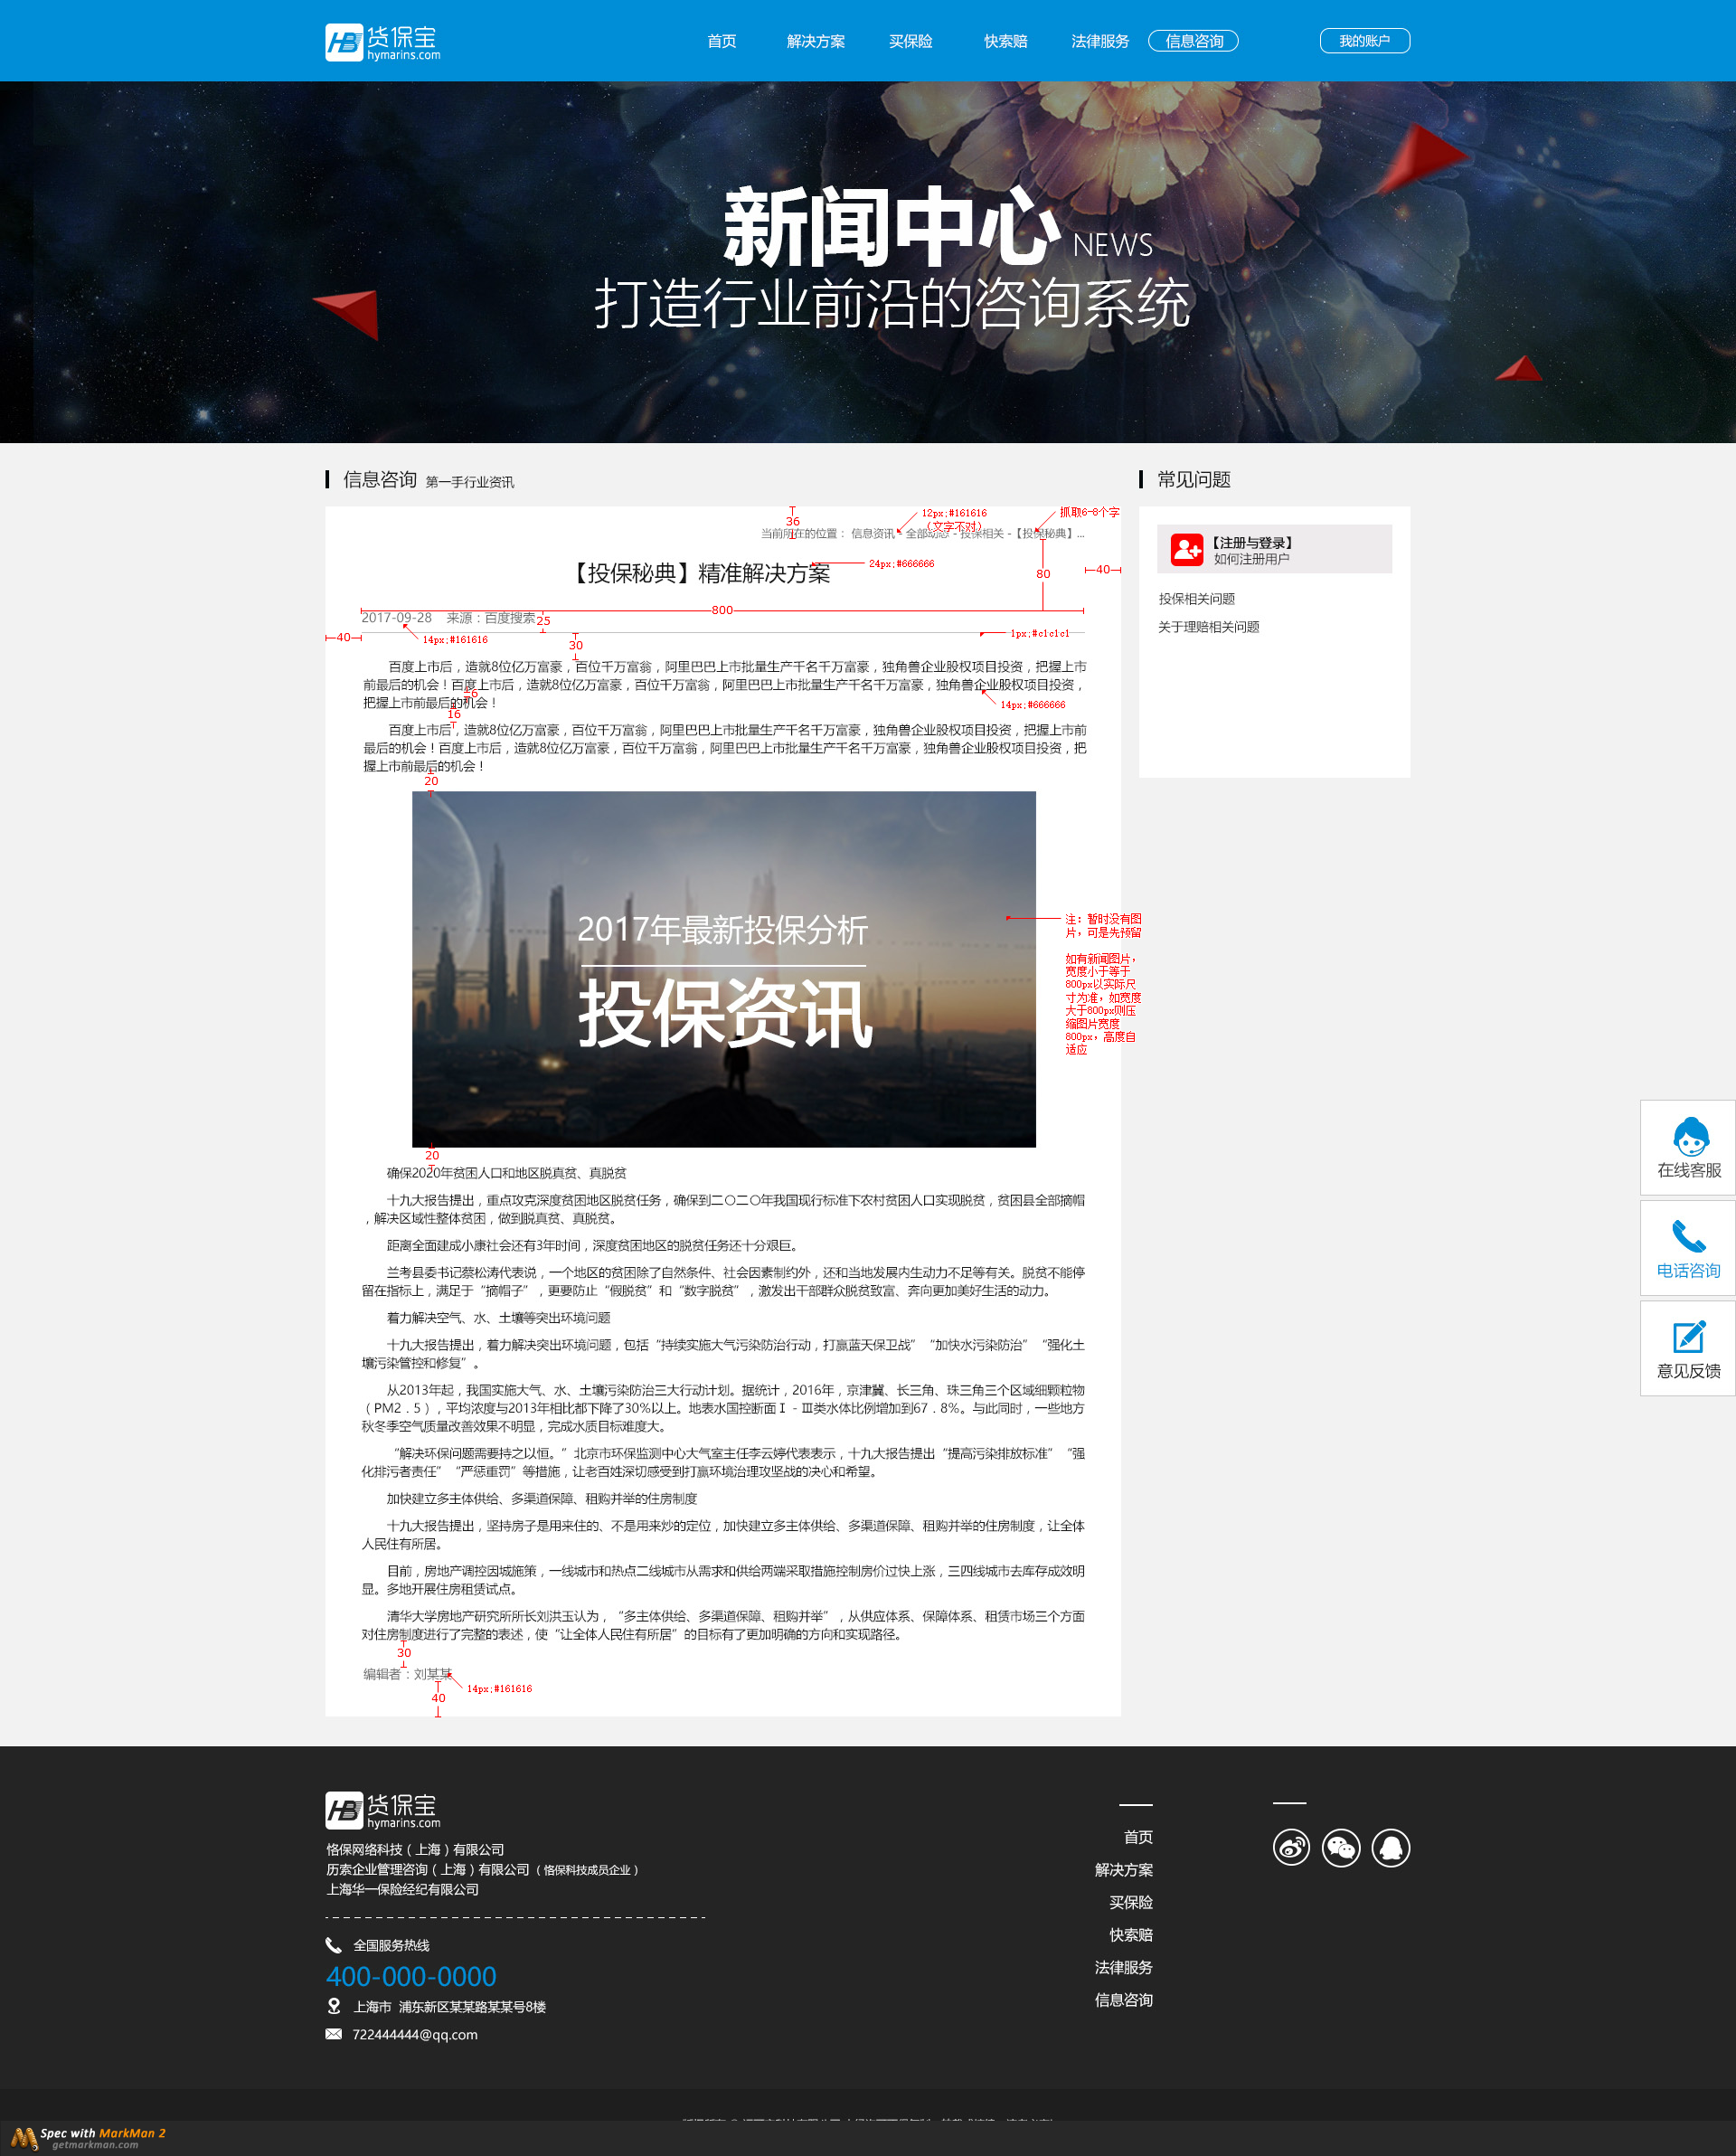 HB 货保宝
hymarins.com
首页 解决方案 买保险 快索赔 法律服务 信息咨询 我的账户
新闻中心 NEWS
打造行业前沿的咨询系统
信息咨询 第一手行业资讯
常见问题
36
12px;#161616
(文字不对)
抓取6-8个字
当前所在的位置： 信息资讯 - 全部动态 - 投保相关 -【投保秘典】...
【投保秘典】精准解决方案
24px;#666666
80
40
【注册与登录】
如何注册用户
投保相关问题
关于理赔相关问题
800
2017-09-28 来源：百度搜索
25
40
14px;#161616
30
1px;#c1c1c1
百度上市后，造就8位亿万富豪，百位千万富翁，阿里巴巴上市批量生产千名千万富豪，独角兽企业股权项目投资，把握上市
前最后的机会！百度上市后，造就8位亿万富豪，百位千万富翁，阿里巴巴上市批量生产千名千万富豪，独角兽企业股权项目投资，
把握上市前最后的机会！
6
14px;#666666
16
百度上市后，造就8位亿万富豪，百位千万富翁，阿里巴巴上市批量生产千名千万富豪，独角兽企业股权项目投资，把握上市前
最后的机会！百度上市后，造就8位亿万富豪，百位千万富翁，阿里巴巴上市批量生产千名千万富豪，独角兽企业股权项目投资，把
握上市前最后的机会！
20
2017年最新投保分析
投保资讯
注：暂时没有图
片，可是先预留
如有新闻图片，
宽度小于等于
800px以实际尺
寸为准，如宽度
大于800px则压
缩图片宽度
800px，高度自
适应
20
确保2020年贫困人口和地区脱真贫、真脱贫
十九大报告提出，重点攻克深度贫困地区脱贫任务，确保到二〇二〇年我国现行标准下农村贫困人口实现脱贫，贫困县全部摘帽
，解决区域性整体贫困，做到脱真贫、真脱贫。
距离全面建成小康社会还有3年时间，深度贫困地区的脱贫任务还十分艰巨。
兰考县委书记蔡松涛代表说，一个地区的贫困除了自然条件、社会因素制约外，还和当地发展内生动力不足等有关。脱贫不能停
留在指标上，满足于“摘帽子”，更要防止“假脱贫”和“数字脱贫”，激发出干部群众脱贫致富、奔向更加美好生活的动力。
着力解决空气、水、土壤等突出环境问题
十九大报告提出，着力解决突出环境问题，包括“持续实施大气污染防治行动，打赢蓝天保卫战”“加快水污染防治”“强化土
壤污染管控和修复”。
从2013年起，我国实施大气、水、土壤污染防治三大行动计划。据统计，2016年，京津冀、长三角、珠三角三个区域细颗粒物
（PM2．5），平均浓度与2013年相比都下降了30%以上。地表水国控断面Ⅰ-Ⅲ类水体比例增加到67．8%。与此同时，一些地方
秋冬季空气质量改善效果不明显，完成水质目标难度大。
“解决环保问题需要持之以恒。”北京市环保监测中心大气室主任李云婷代表表示，十九大报告提出“提高污染排放标准”“强
化排污者责任”“严惩重罚”等措施，让老百姓深切感受到打赢环境治理攻坚战的决心和希望。
加快建立多主体供给、多渠道保障、租购并举的住房制度
十九大报告提出，坚持房子是用来住的、不是用来炒的定位，加快建立多主体供给、多渠道保障、租购并举的住房制度，让全体
人民住有所居。
目前，房地产调控因城施策，一线城市和热点二线城市从需求和供给两端采取措施控制房价过快上涨，三四线城市去库存成效明
显。多地开展住房租赁试点。
清华大学房地产研究所所长刘洪玉认为，“多主体供给、多渠道保障、租购并举”，从供应体系、保障体系、租赁市场三个方面
对住房制度进行了完整的表述，使“让全体人民住有所居”的目标有了更加明确的方向和实现路径。
30
编辑者：刘某某
14px;#161616
40
在线客服
电话咨询
意见反馈
HB 货保宝
hymarins.com
恪保网络科技（上海）有限公司
历索企业管理咨询（上海）有限公司（恪保科技成员企业）
上海华一保险经纪有限公司
全国服务热线
400-000-0000
上海市 浦东新区某某路某某号8楼
722444444@qq.com
首页
解决方案
买保险
快索赔
法律服务
信息咨询
Spec with MarkMan 2
getmarkman.com